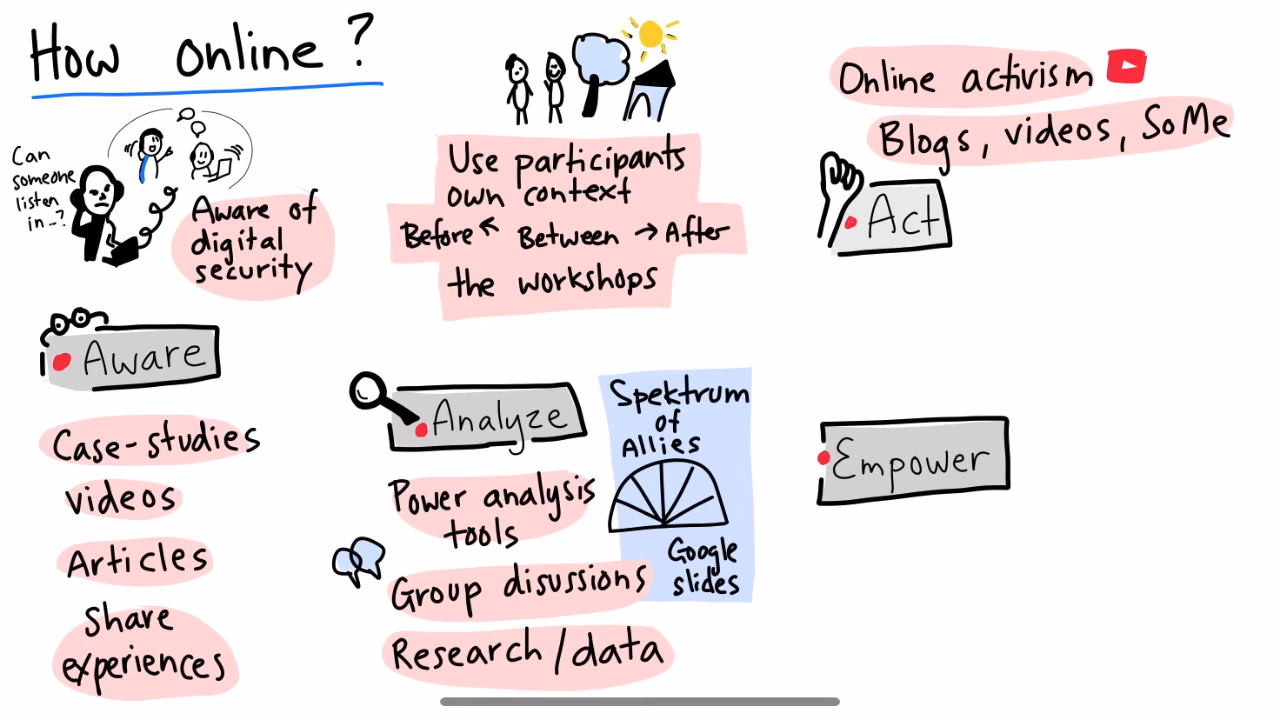 How online?
Can
someone
listen
in...?
Aware of
digital
security
Aware
Case-studies
videos
Articles
Share
experiences
Use participants
own context
Before ← Between → After
the workshops
Analyze
Power analysis
tools
Group disussions
Research/data
Spektrum
of
Allies
Google
slides
Online activism
Blogs, videos, SoMe
Act
Empower